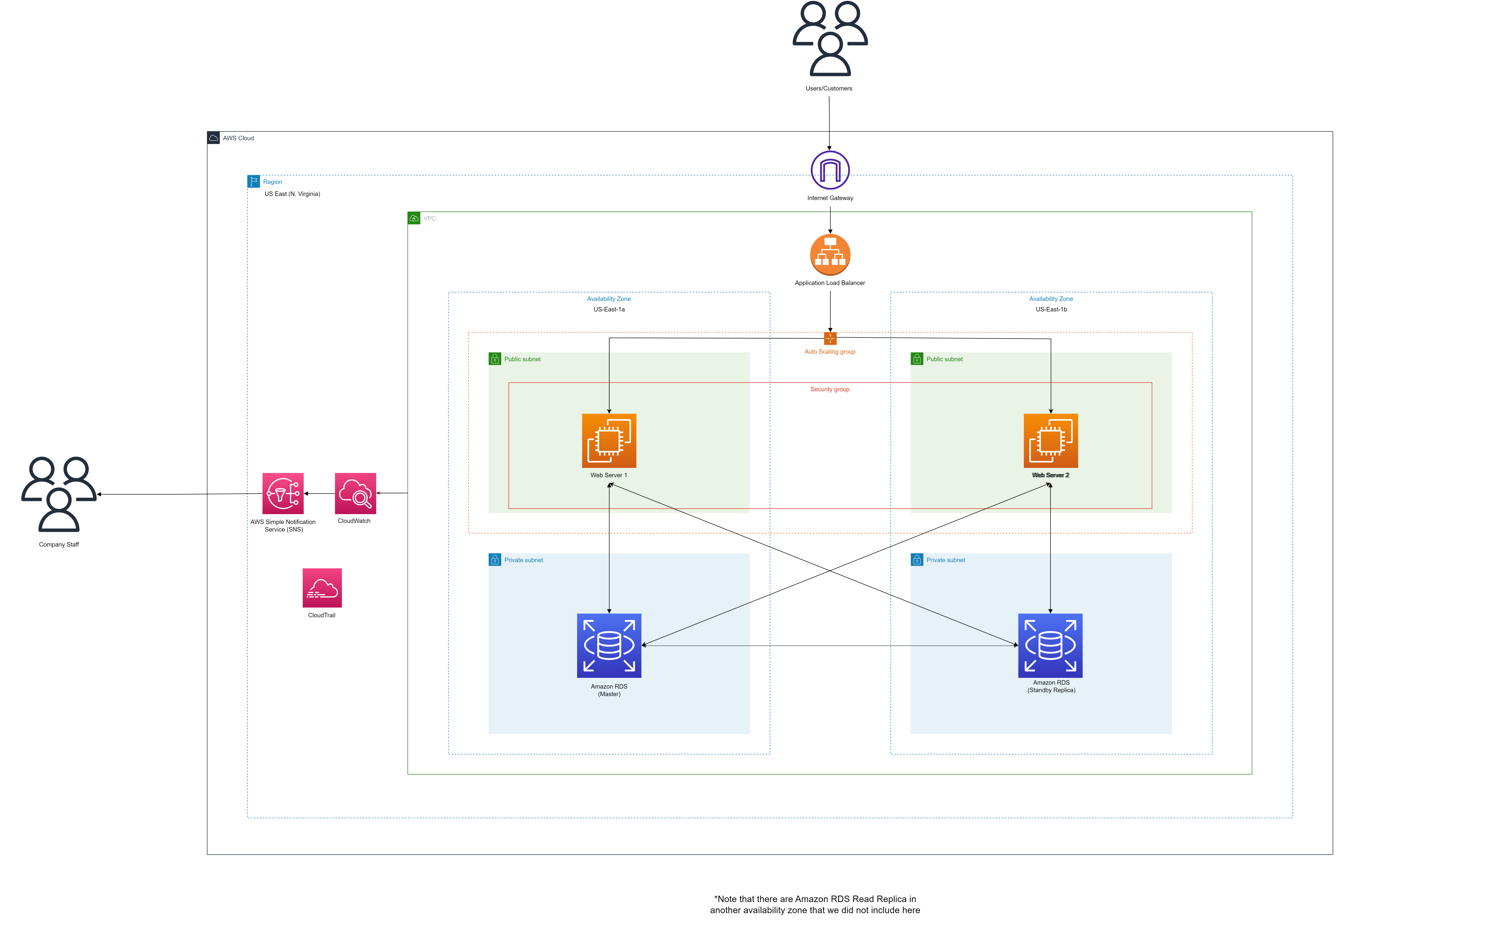 Users/Customers
AWS Cloud
Region
US East (N. Virginia)
Internet Gateway
VPC
Application Load Balancer
Availability Zone
US-East-1a
Availability Zone
US-East-1b
Auto Scaling group
Public subnet
Public subnet
Security group
Web Server 1
Web Server 2
AWS Simple Notification
Service (SNS)
CloudWatch
Company Staff
CloudTrail
Private subnet
Private subnet
Amazon RDS
(Master)
Amazon RDS
(Standby Replica)
*Note that there are Amazon RDS Read Replica in
another availability zone that we did not include here